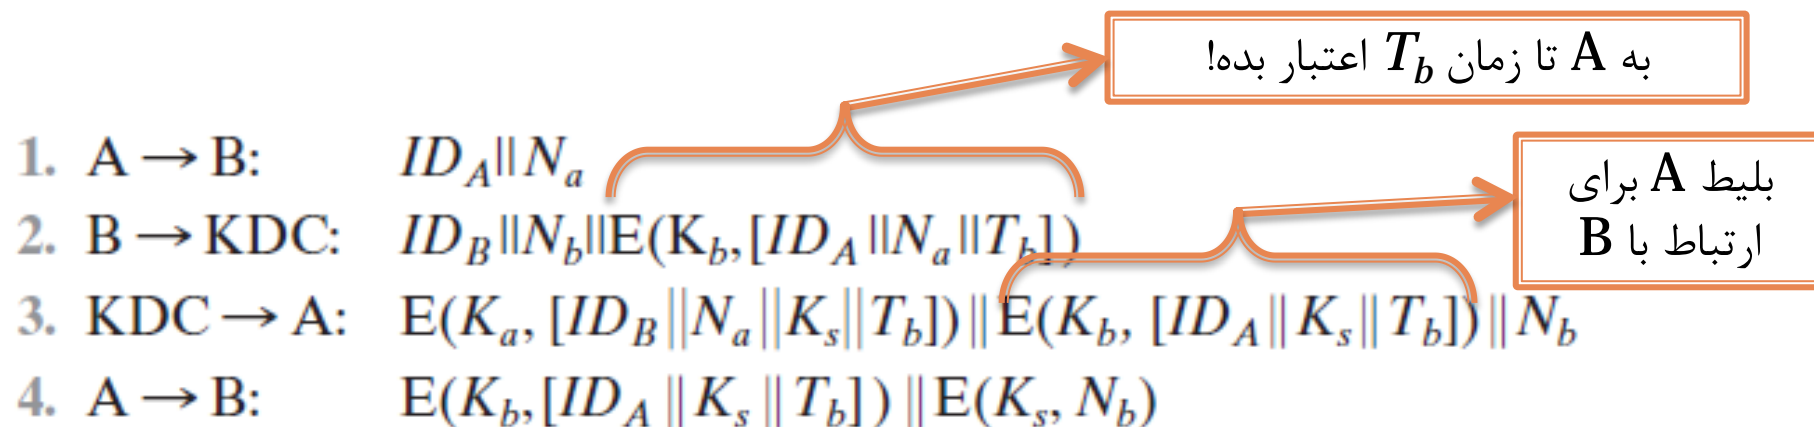 به A تا زمان T_b اعتبار بده!
1. A → B: ID_A||N_a
بلیط A برای
ارتباط با B
2. B → KDC: ID_B||N_b||E(K_b, [ID_A||N_a||T_b])
3. KDC → A: E(K_a, [ID_B||N_a||K_s||T_b]) || E(K_b, [ID_A||K_s||T_b]) || N_b
4. A → B: E(K_b, [ID_A||K_s||T_b]) || E(K_s, N_b)